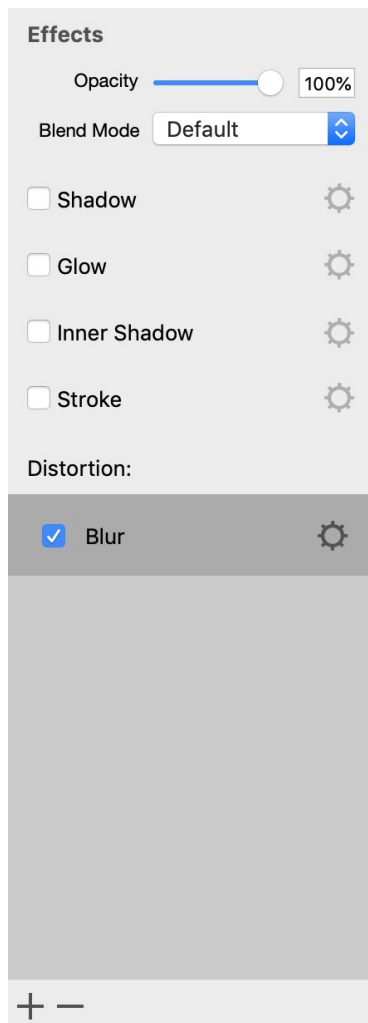 Effects
Opacity 100%
Blend Mode Default
Shadow
Glow
Inner Shadow
Stroke
Distortion:
Blur